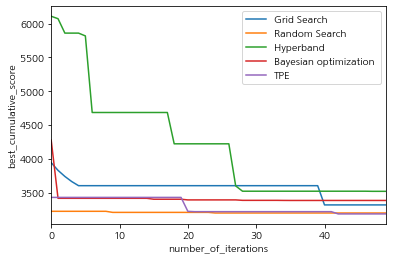 best_cumulative_score
6000
5500
5000
4500
4000
3500
Grid Search
Random Search
Hyperband
Bayesian optimization
TPE
0
10
20
30
40
number_of_iterations